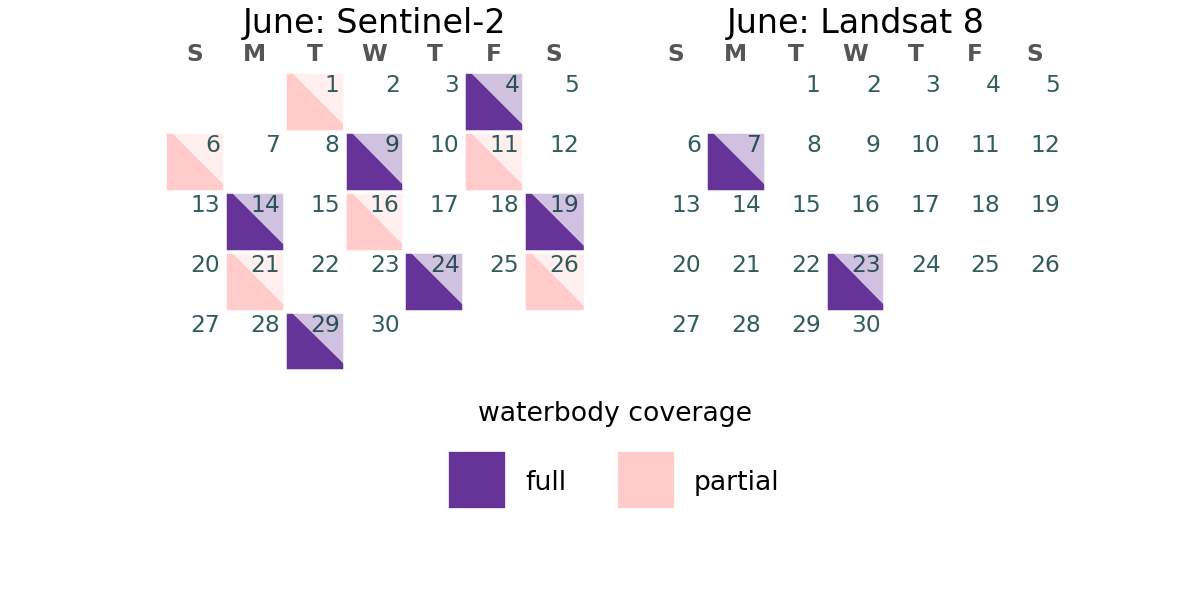 June: Sentinel-2
S M T W T F S
1 2 3 4 5
6 7 8 9 10 11 12
13 14 15 16 17 18 19
20 21 22 23 24 25 26
27 28 29 30
June: Landsat 8
S M T W T F S
1 2 3 4 5
6 7 8 9 10 11 12
13 14 15 16 17 18 19
20 21 22 23 24 25 26
27 28 29 30
waterbody coverage
full partial